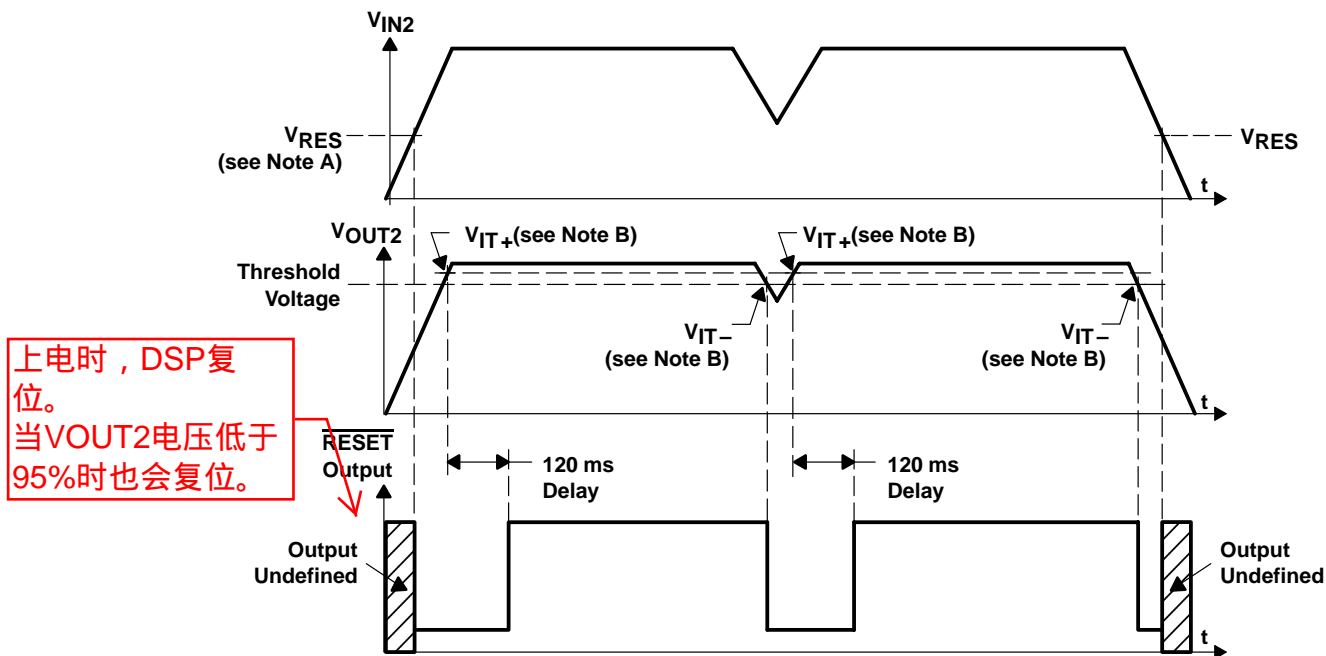 VIN2
VRES
(see Note A)
VRES
t
VOUT2
VIT+(see Note B)
VIT+(see Note B)
Threshold
Voltage
VIT–
(see Note B)
VIT–
(see Note B)
t
上电时，DSP复
位。
当VOUT2电压低于
95%时也会复位。
RESET
Output
120 ms
Delay
120 ms
Delay
Output
Undefined
Output
Undefined
t